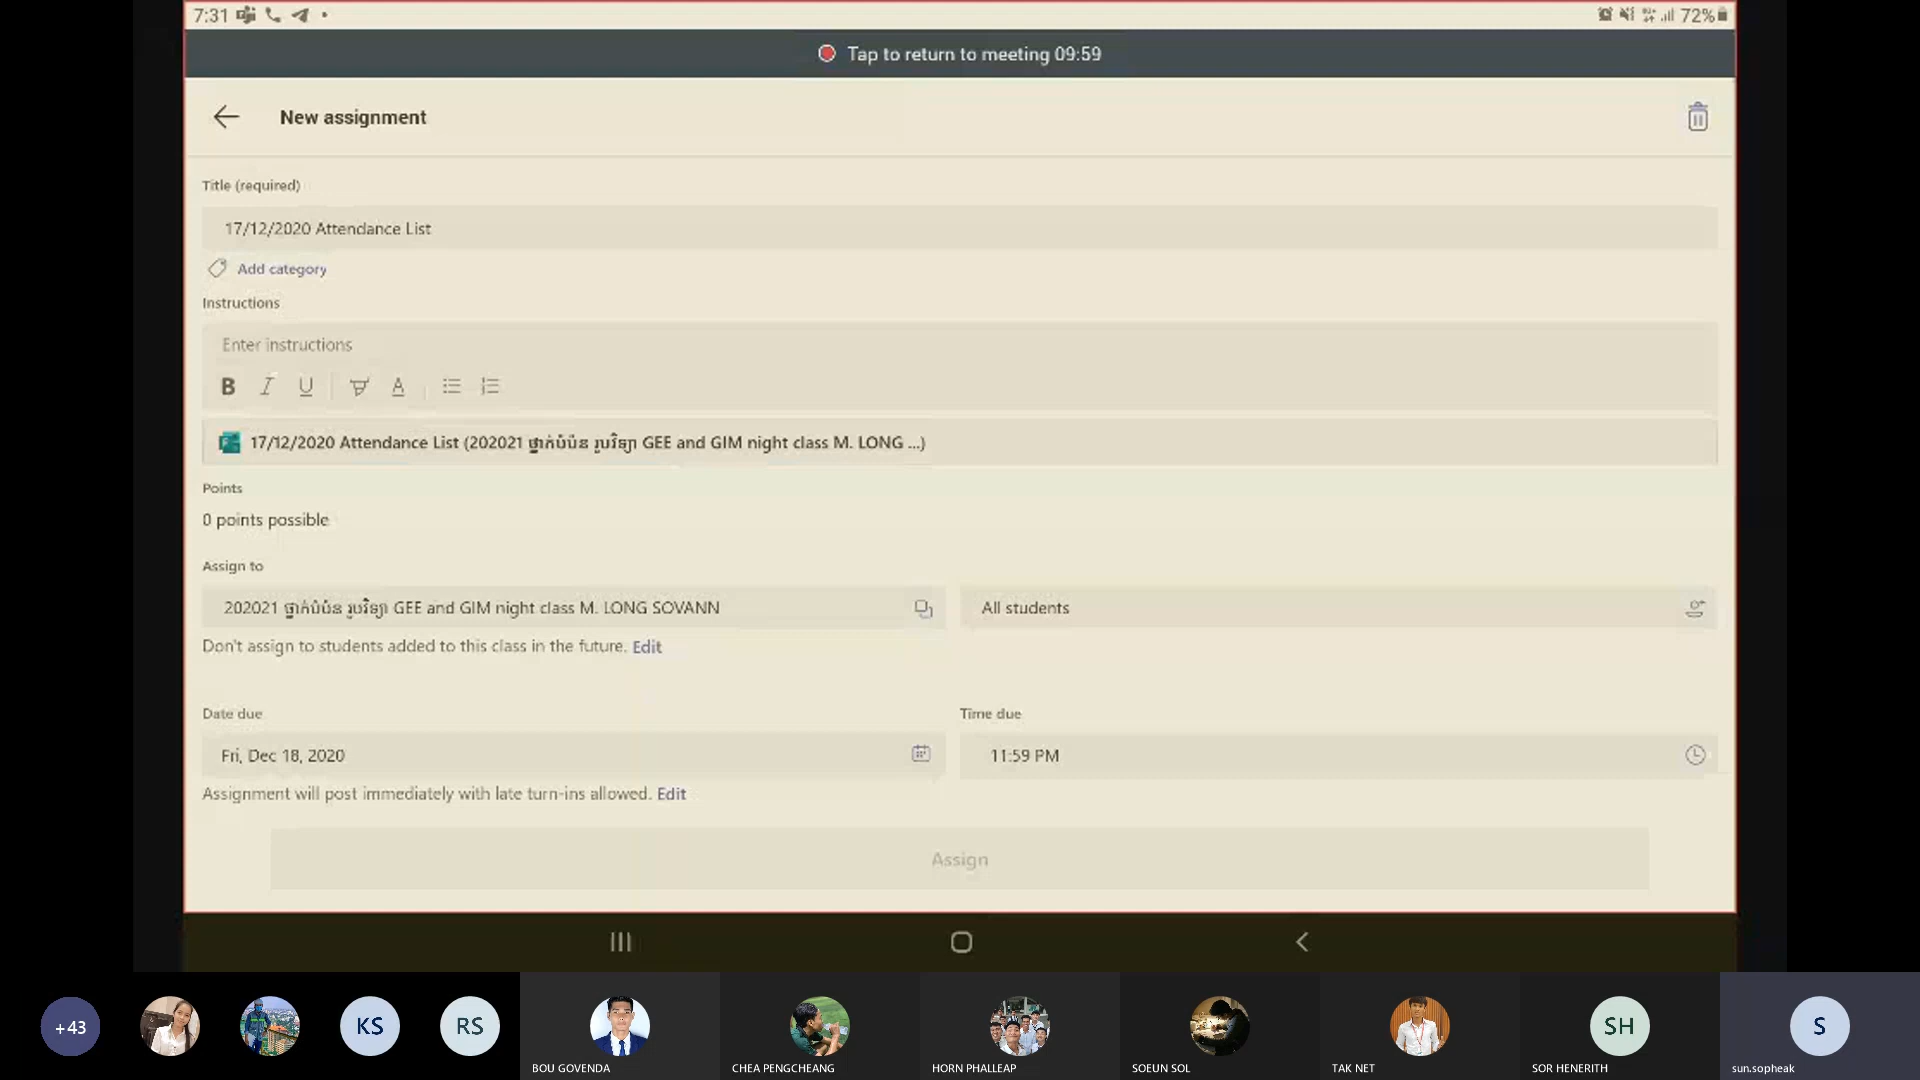 7:31
72%
Tap to return to meeting 09:59
New assignment
Title (required)
17/12/2020 Attendance List
Add category
Instructions
Enter instructions
B I U A
17/12/2020 Attendance List (202021 ថ្នាក់បំប៉ន រូបវិទ្យា GEE and GIM night class M. LONG ...)
Points
0 points possible
Assign to
202021 ថ្នាក់បំប៉ន រូបវិទ្យា GEE and GIM night class M. LONG SOVANN
All students
Don't assign to students added to this class in the future. Edit
Date due
Time due
Fri, Dec 18, 2020
11:59 PM
Assignment will post immediately with late turn-ins allowed. Edit
Assign
+43
KS
RS
SH
S
BOU GOVENDA
CHEA PENGCHEANG
HORN PHALLEAP
SOEUN SOL
TAK NET
SOR HENERITH
sun.sopheak